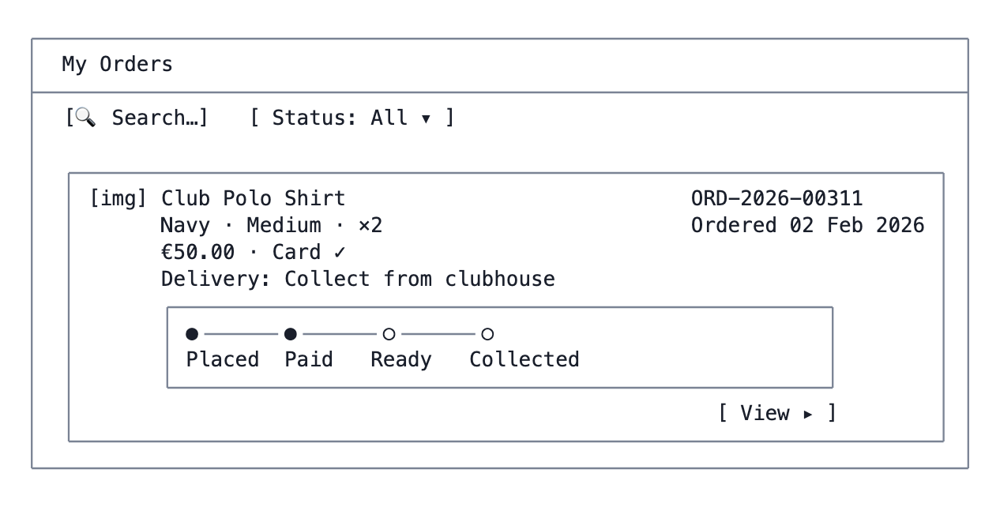 My Orders
[🔍 Search…] [ Status: All ▾ ]
[img] Club Polo Shirt ORD–2026–00311
Navy · Medium · ×2 Ordered 02 Feb 2026
€50.00 · Card ✓
Delivery: Collect from clubhouse
Placed Paid Ready Collected
[ View ▸ ]